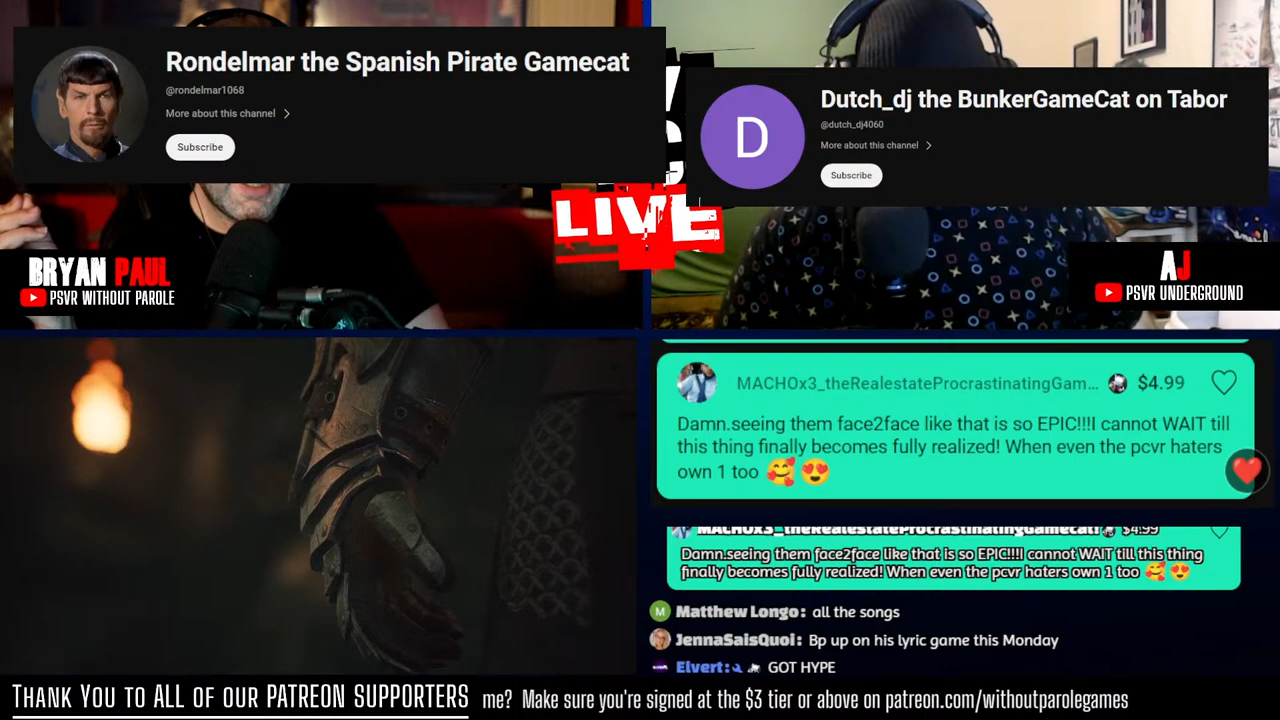 Rondelmar the Spanish Pirate Gamecat
@rondelmar1068
More about this channel
Subscribe
Dutch_dj the BunkerGameCat on Tabor
@dutch_dj4060
More about this channel
Subscribe
D
LIVE
BRYAN PAUL
PSVR WITHOUT PAROLE
AJ
PSVR UNDERGROUND
MACHOx3_theRealestateProcrastinatingGam... $4.99
Damn.seeing them face2face like that is so EPIC!!!I cannot WAIT till
this thing finally becomes fully realized! When even the pcvr haters
own 1 too 🥰 😍
MACHOx3_theRealestateProcrastinatingGamecat! $4.99
Damn.seeing them face2face like that is so EPIC!!!I cannot WAIT till this thing
finally becomes fully realized! When even the pcvr haters own 1 too 🥰 😍
M Matthew Longo: all the songs
JennaSaisQuoi: Bp up on his lyric game this Monday
Elvert: GOT HYPE
THANK YOU TO ALL OF OUR PATREON SUPPORTERS me? Make sure you're signed at the $3 tier or above on patreon.com/withoutparolegames